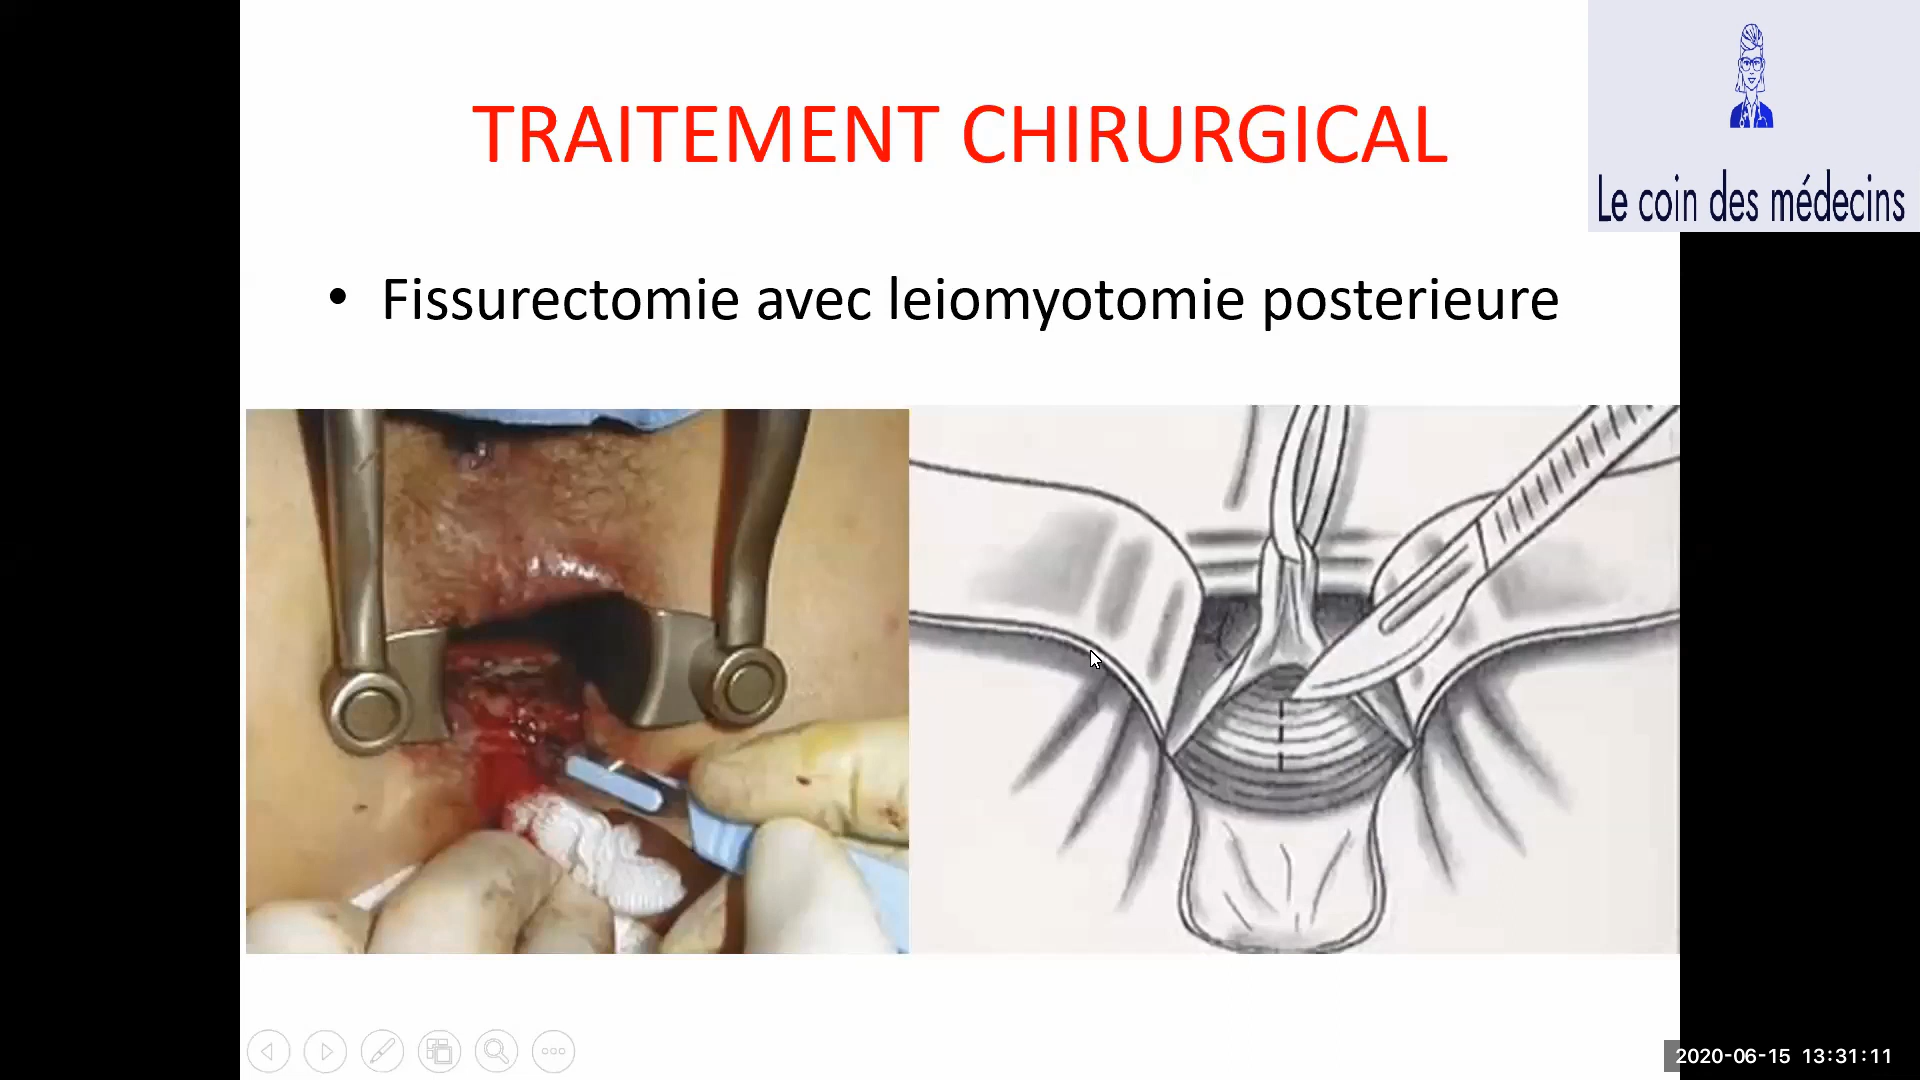 TRAITEMENT CHIRURGICAL
Le coin des médecins
• Fissurectomie avec leiomyotomie posterieure
2020-06-15 13:31:11